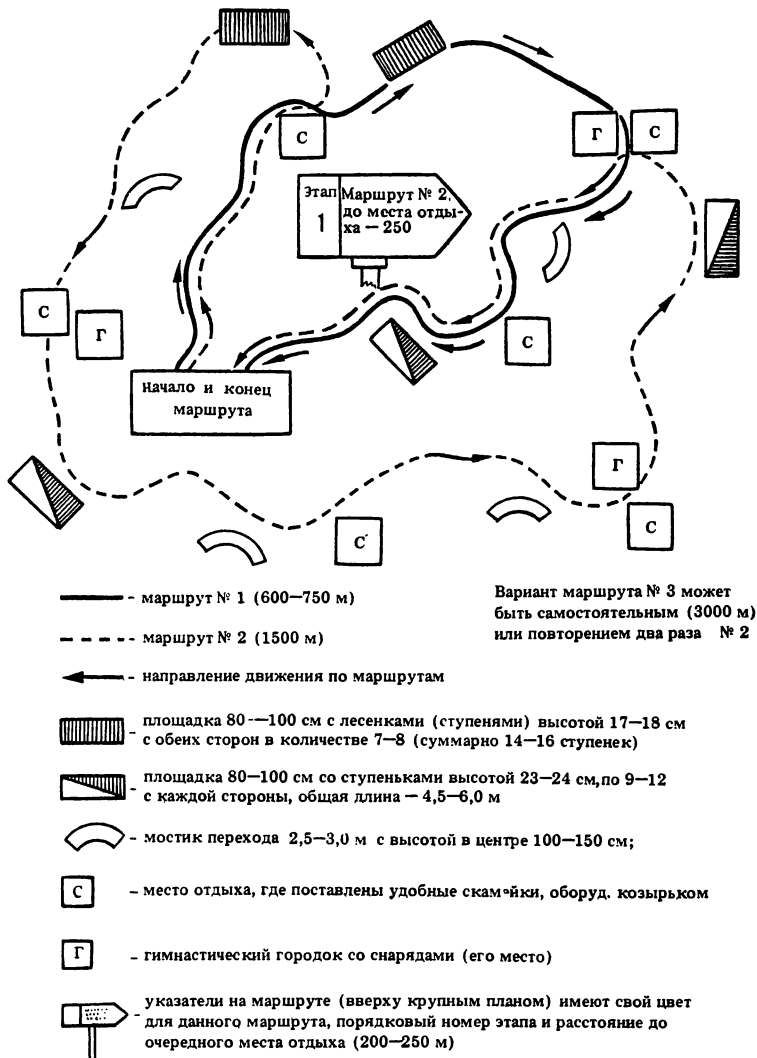 С
Г
С
Этап
1
Маршрут № 2,
до места отды-
ха — 250
С
Г
С
Начало и конец
маршрута
Г
С
С
— маршрут № 1 (600—750 м)
— маршрут № 2 (1500 м)
— направление движения по маршрутам
Вариант маршрута № 3 может
быть самостоятельным (3000 м)
или повторением два раза № 2
площадка 80—–100 см с лесенками (ступенями) высотой 17—18 см
с обеих сторон в количестве 7—8 (суммарно 14—16 ступенек)
площадка 80—100 см со ступеньками высотой 23—24 см, по 9—12
с каждой стороны, общая длина — 4,5—6,0 м
– мостик перехода 2,5—3,0 м с высотой в центре 100—150 см;
С
– место отдыха, где поставлены удобные скамейки, оборуд. козырьком
Г
– гимнастический городок со снарядами (его место)
указатели на маршруте (вверху крупным планом) имеют свой цвет
для данного маршрута, порядковый номер этапа и расстояние до
очередного места отдыха (200—250 м)